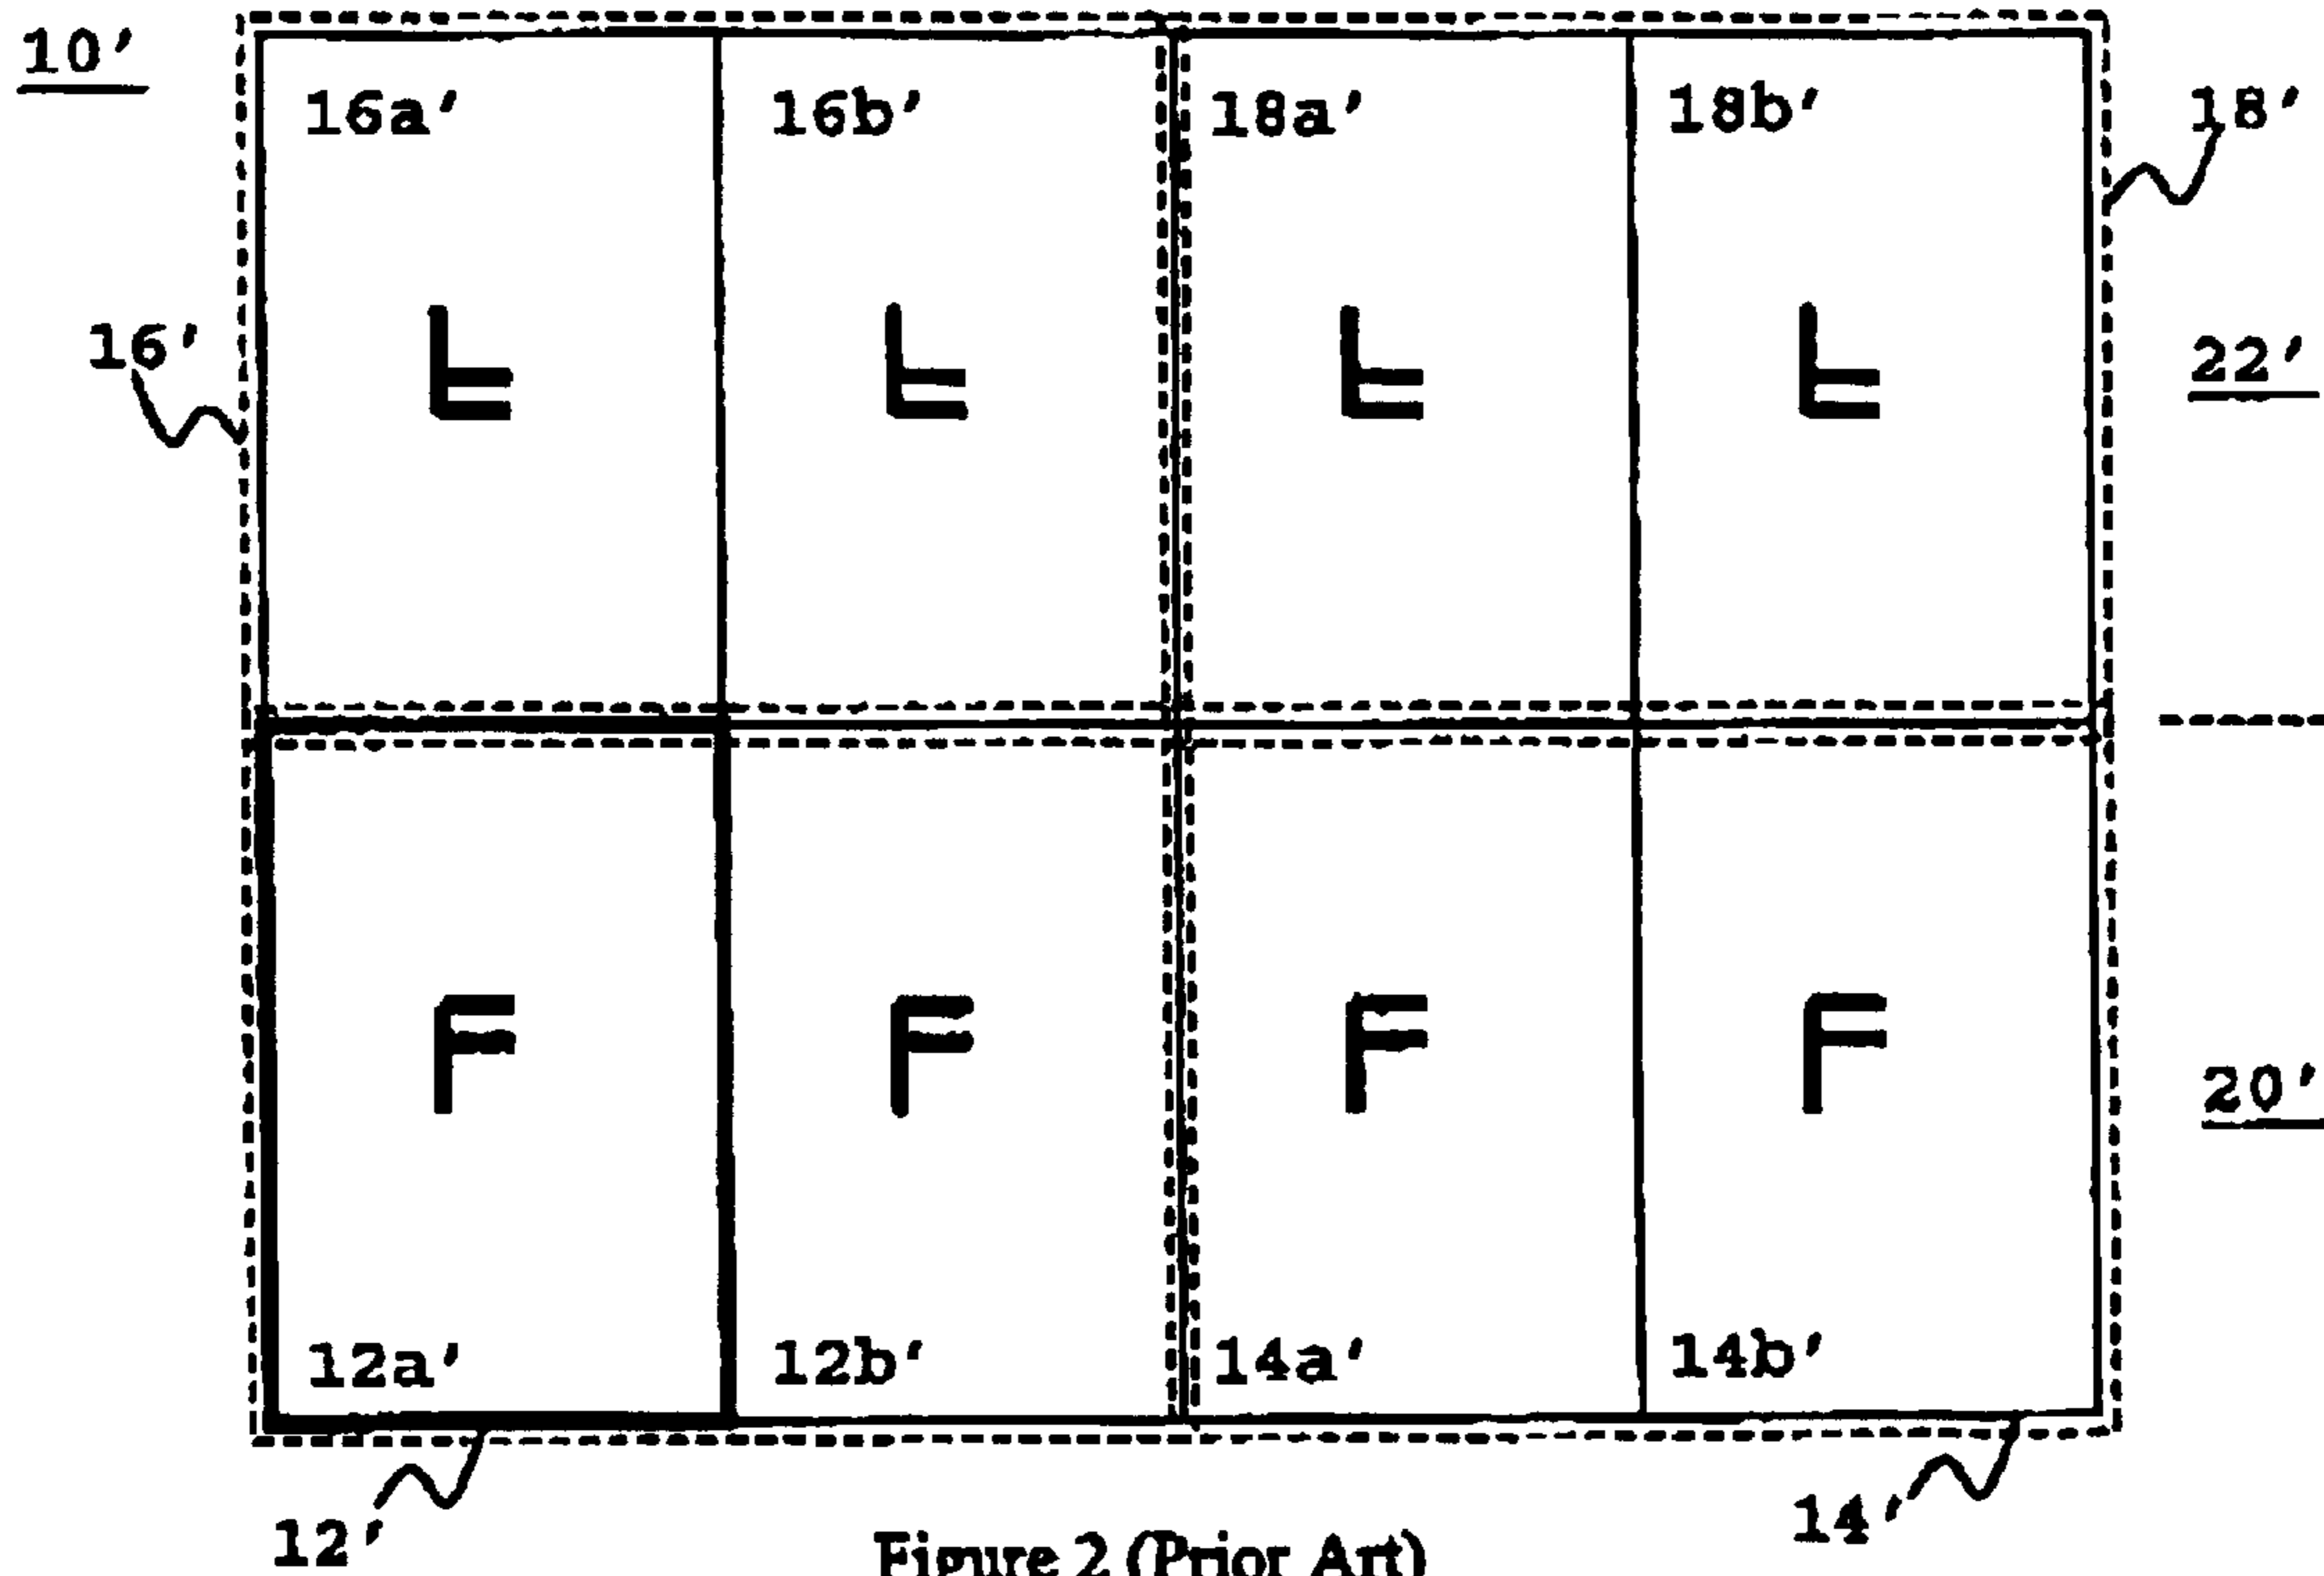 10'
16a' 16b' 18a' 18b' 18'
16' 22'
F F F F
F F F F
20'
12a' 12b' 14a' 14b'
12' 14'
Figure 2 (Prior Art)